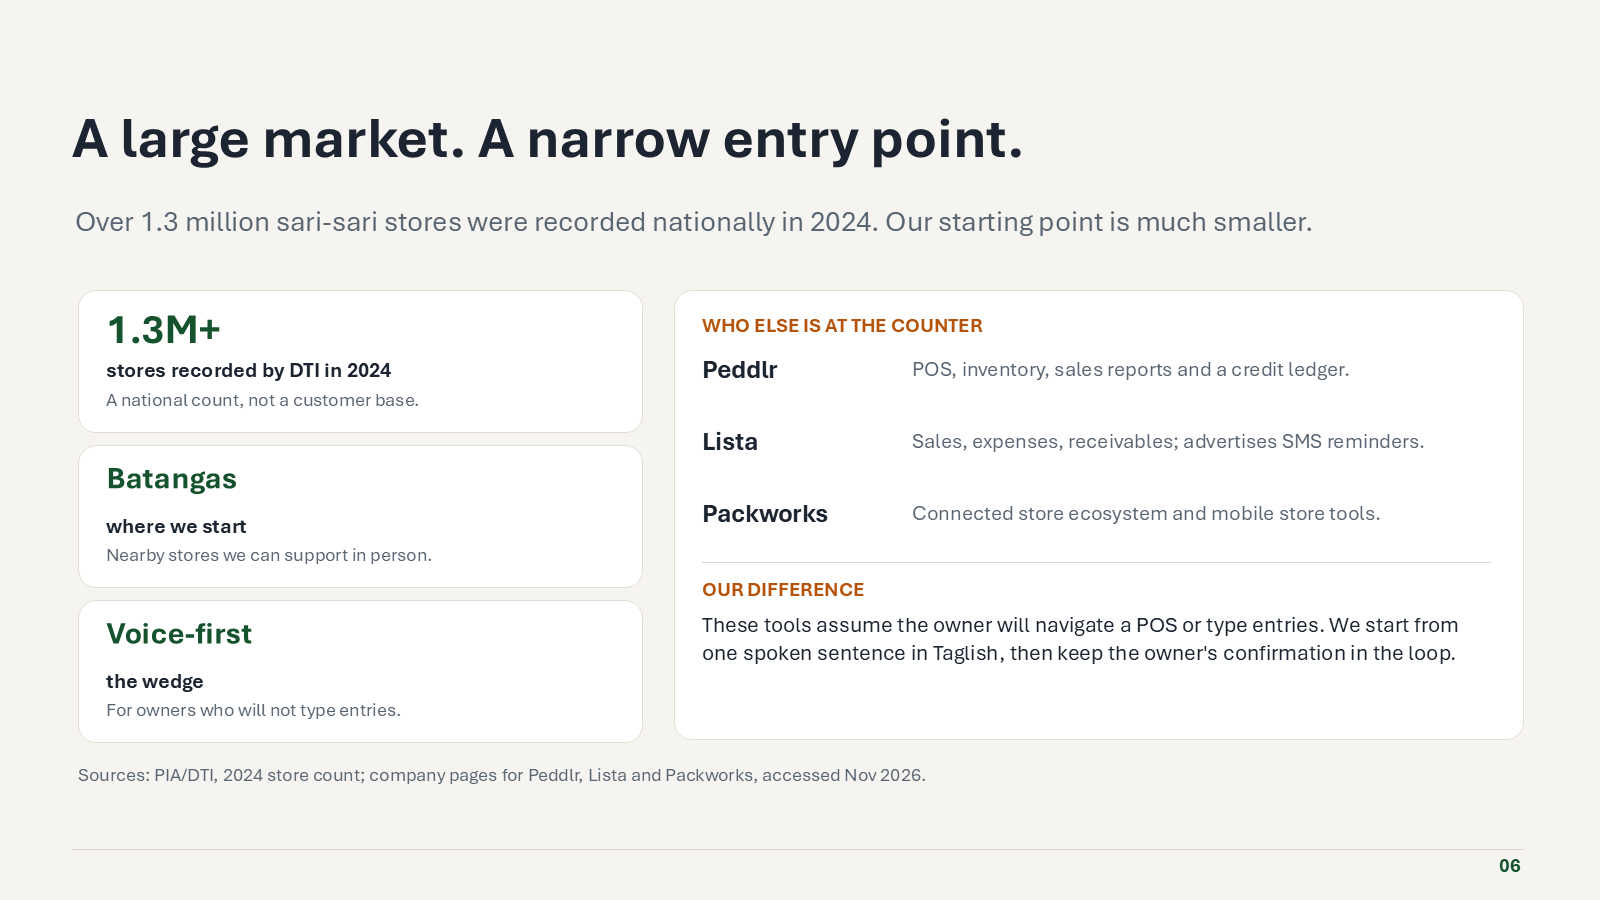 A large market. A narrow entry point.
Over 1.3 million sari-sari stores were recorded nationally in 2024. Our starting point is much smaller.
1.3M+
stores recorded by DTI in 2024
A national count, not a customer base.
Batangas
where we start
Nearby stores we can support in person.
Voice-first
the wedge
For owners who will not type entries.
WHO ELSE IS AT THE COUNTER
Peddlr POS, inventory, sales reports and a credit ledger.
Lista Sales, expenses, receivables; advertises SMS reminders.
Packworks Connected store ecosystem and mobile store tools.
OUR DIFFERENCE
These tools assume the owner will navigate a POS or type entries. We start from
one spoken sentence in Taglish, then keep the owner's confirmation in the loop.
Sources: PIA/DTI, 2024 store count; company pages for Peddlr, Lista and Packworks, accessed Nov 2026.
06